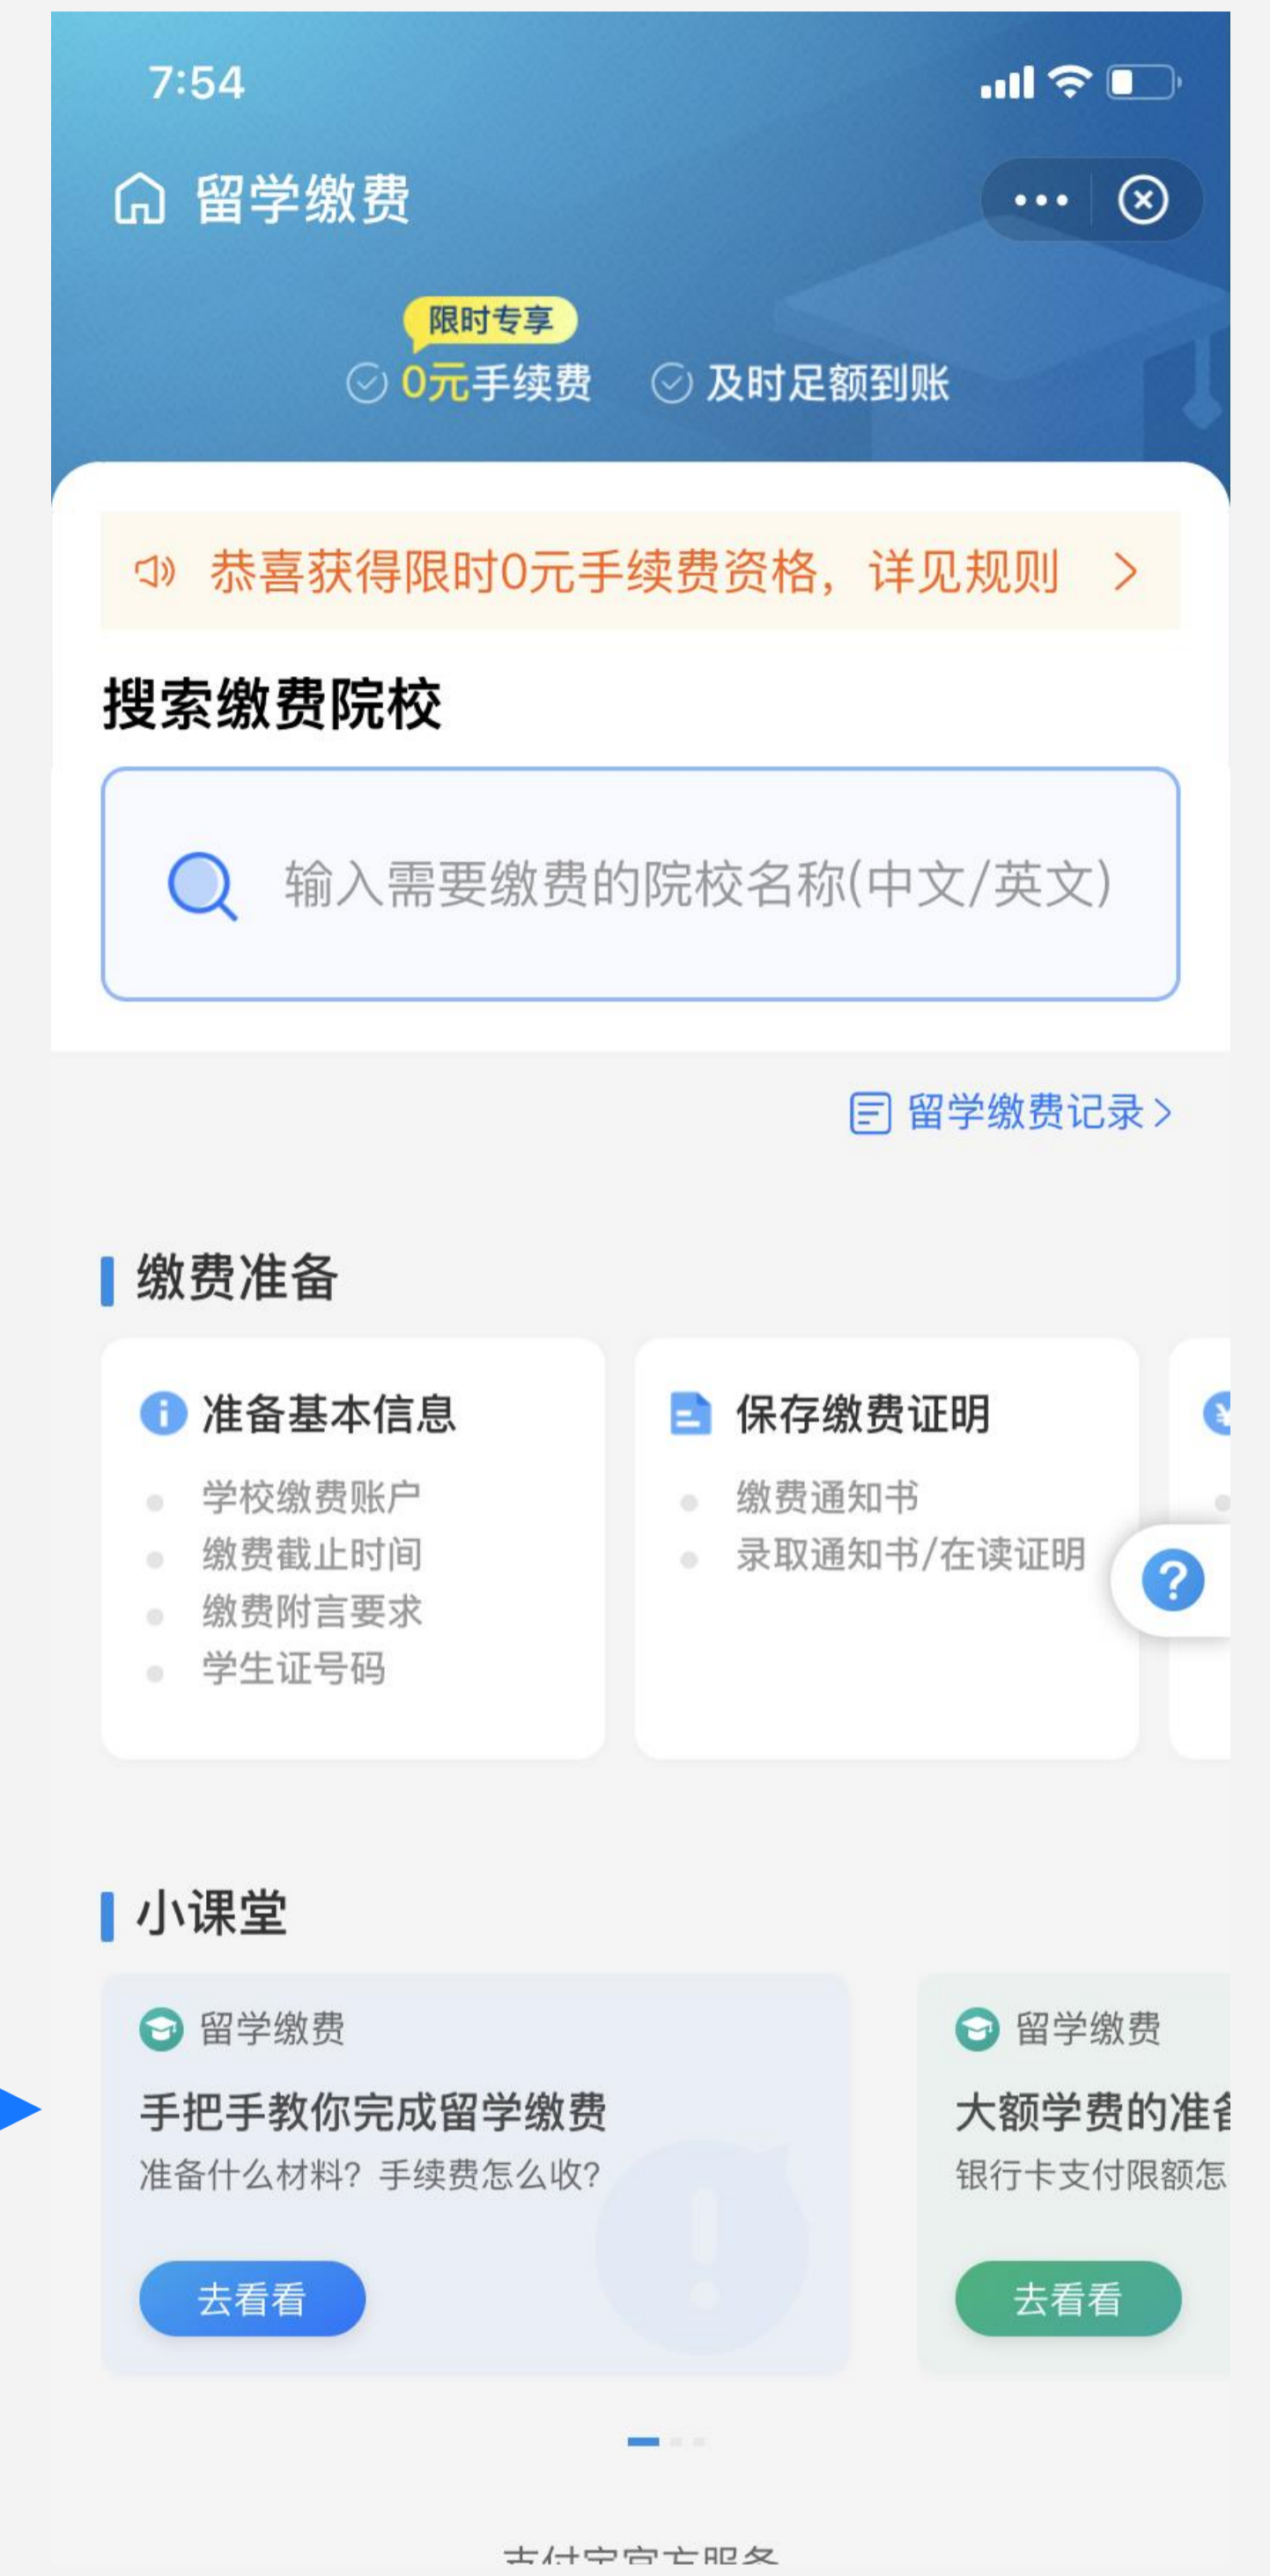 7:54
留学缴费
限时专享
0元手续费 及时足额到账
恭喜获得限时0元手续费资格，详见规则
搜索缴费院校
输入需要缴费的院校名称(中文/英文)
留学缴费记录
缴费准备
准备基本信息
学校缴费账户
缴费截止时间
缴费附言要求
学生证号码
保存缴费证明
缴费通知书
录取通知书/在读证明
小课堂
留学缴费
手把手教你完成留学缴费
准备什么材料？手续费怎么收？
去看看
留学缴费
大额学费的准备
银行卡支付限额怎
去看看
支付宝官方服务